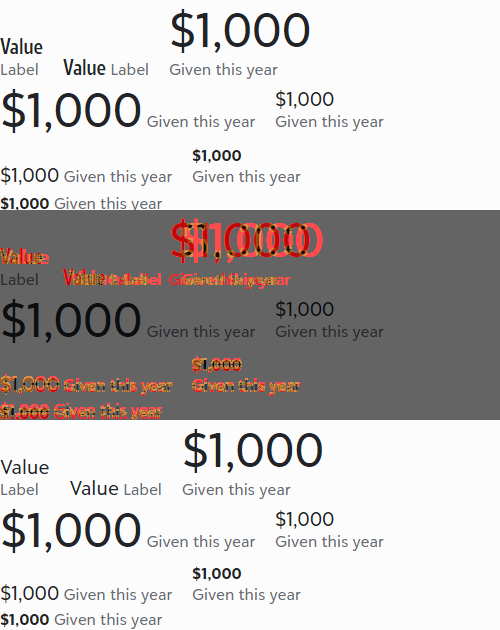 $1,000
Value
Label Value Label Given this year
$1,000 Given this year $1,000
Given this year
$1,000
$1,000 Given this year Given this year
$1,000 Given this year
$1,000
Value
Label
$1,000 Given this year $1,000
Given this year
$1,000
$1,000 Given this year Given this year
$1,000 Given this year
$1,000
Value
Label Value Label Given this year
$1,000 Given this year $1,000
Given this year
$1,000
$1,000 Given this year Given this year
$1,000 Given this year